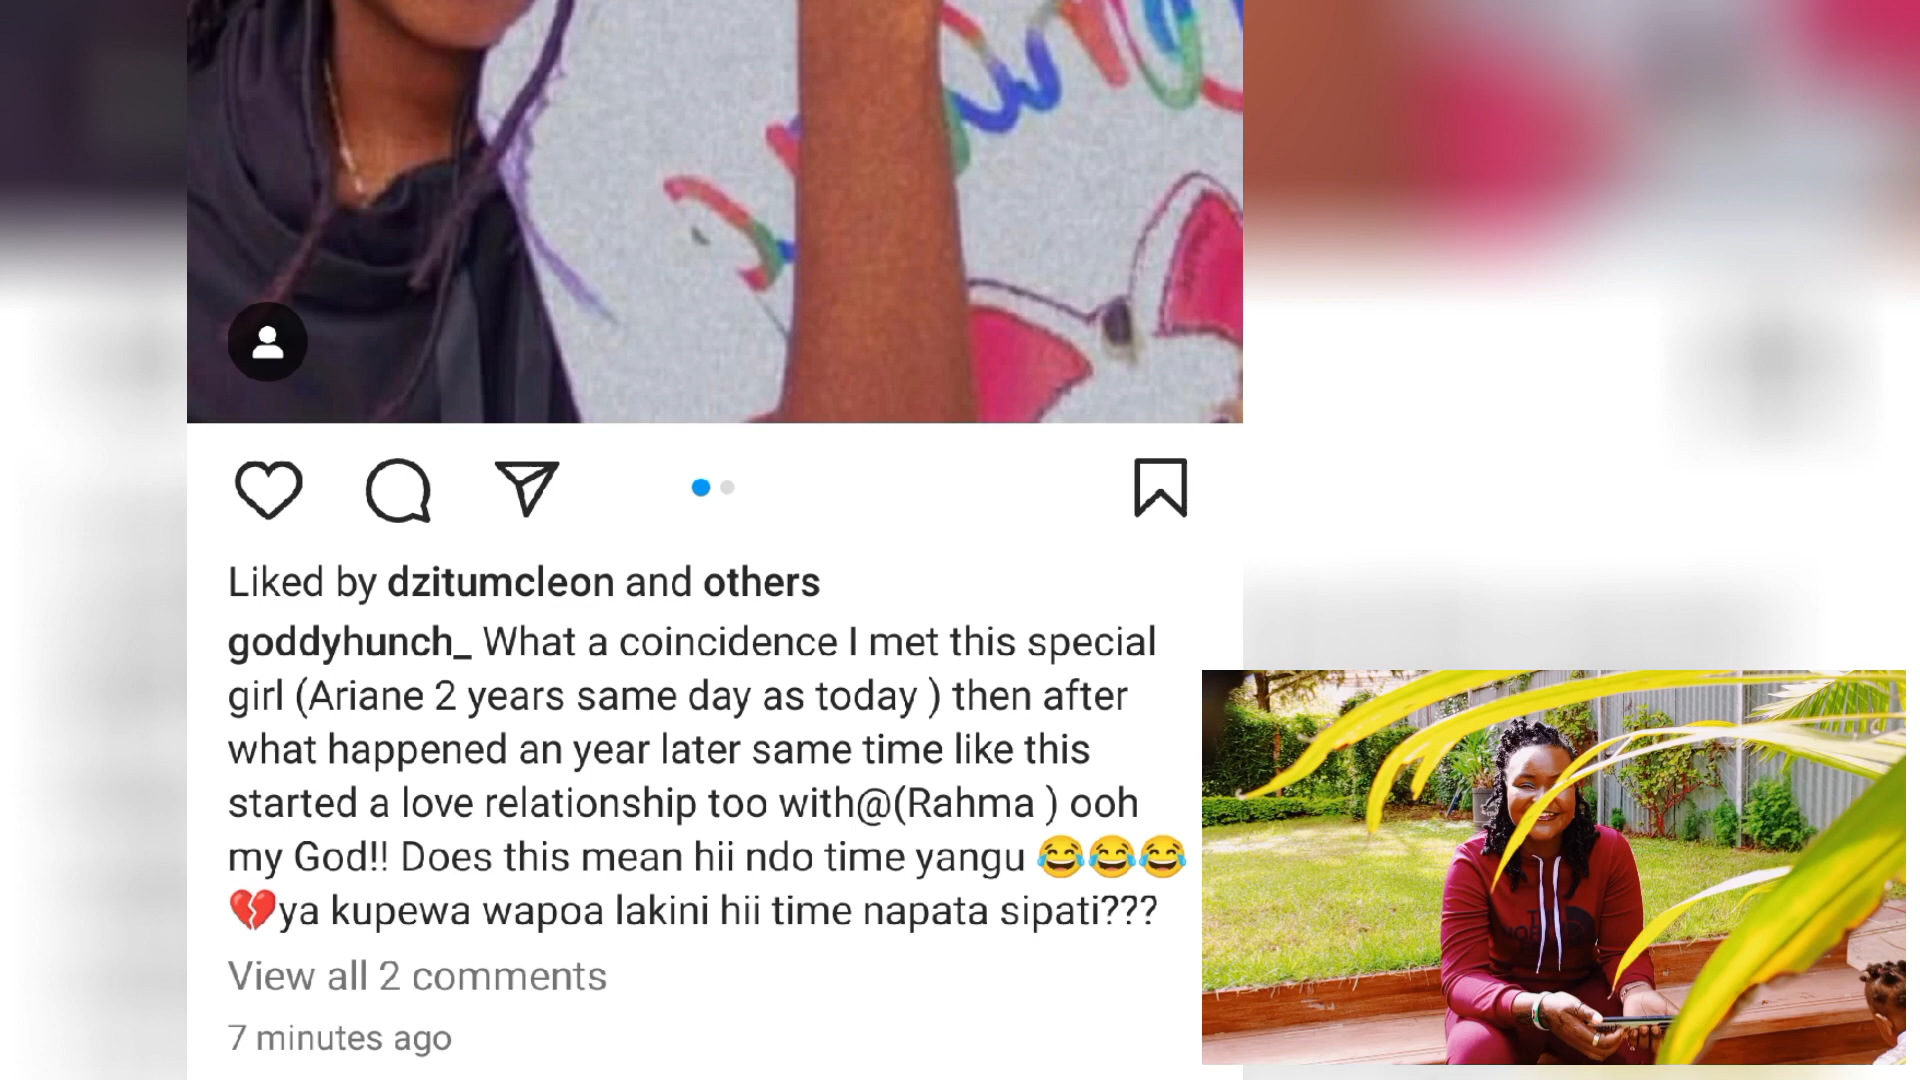 Liked by dzitumcleon and others
goddyhunch_ What a coincidence I met this special
girl (Ariane 2 years same day as today ) then after
what happened an year later same time like this
started a love relationship too with@(Rahma ) ooh
my God!! Does this mean hii ndo time yangu 😂😂😂
💔ya kupewa wapoa lakini hii time napata sipati???
View all 2 comments
7 minutes ago